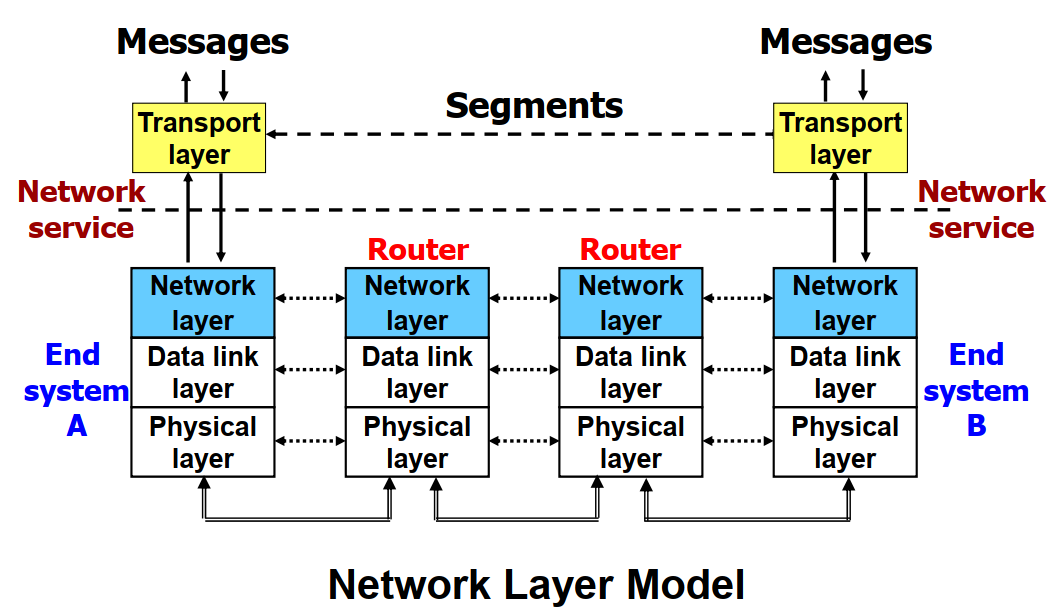 Messages
Messages
Segments
Transport
layer
Transport
layer
Network
service
Network
service
Router
Router
Network
layer
Network
layer
Network
layer
Network
layer
End
system
A
Data link
layer
Data link
layer
Data link
layer
Data link
layer
End
system
B
Physical
layer
Physical
layer
Physical
layer
Physical
layer
Network Layer Model